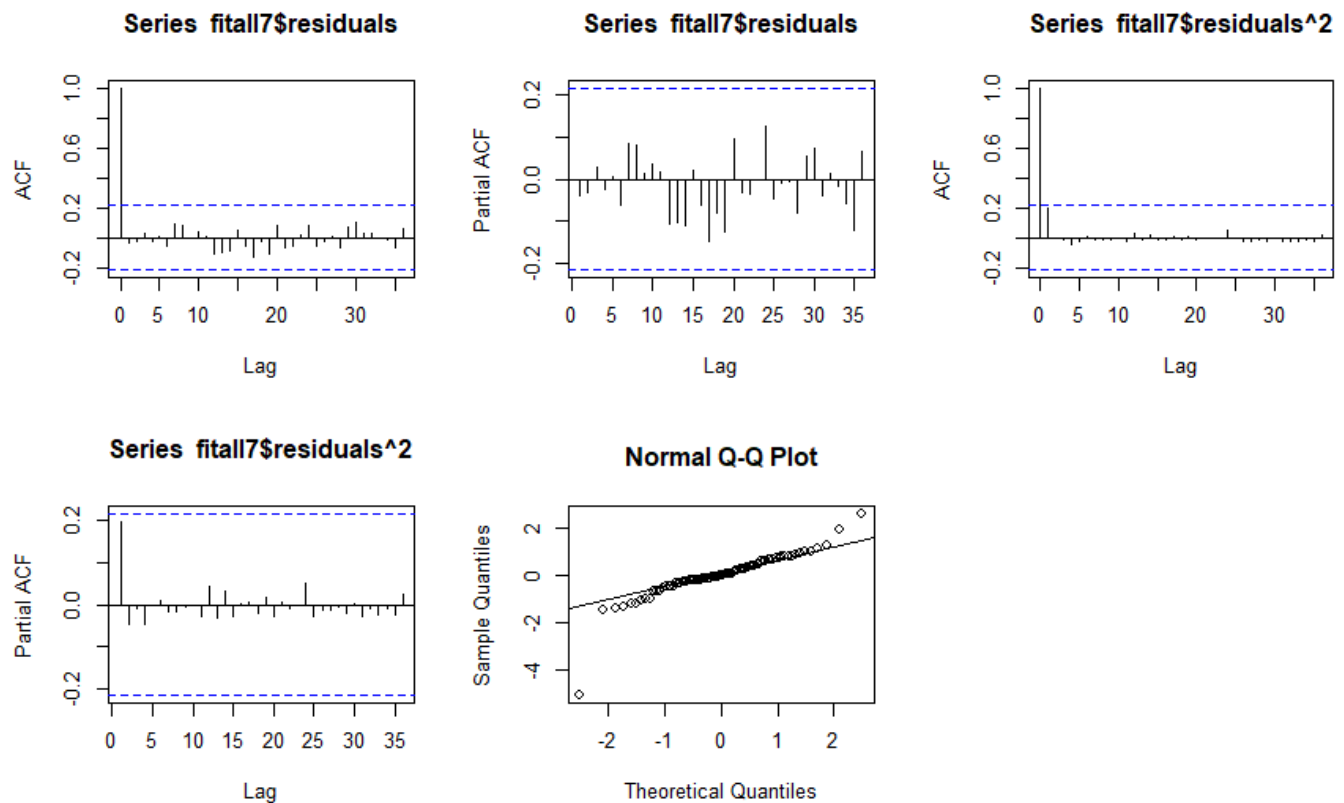 Series fitall7$residuals
ACF
-0.2 0.2 0.6 1.0
0 5 10 20 30
Lag
Series fitall7$residuals
Partial ACF
-0.2 0.0 0.2
0 5 10 15 20 25 30 35
Lag
Series fitall7$residuals^2
ACF
-0.2 0.2 0.6 1.0
0 5 10 20 30
Lag
Series fitall7$residuals^2
Partial ACF
-0.2 0.0 0.2
0 5 10 15 20 25 30 35
Lag
Normal Q-Q Plot
Sample Quantiles
-4 -2 0 2
-2 -1 0 1 2
Theoretical Quantiles